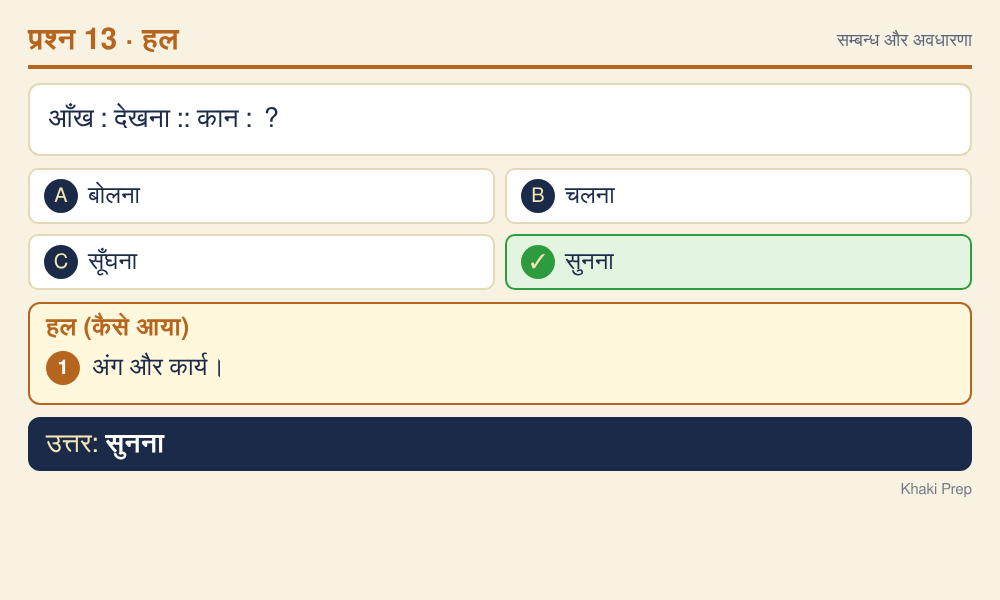 प्रश्न 13 · हल
सम्बन्ध और अवधारणा
आँख : देखना :: कान : ?
A बोलना
B चलना
C सूँघना
✓ सुनना
हल (कैसे आया)
1 अंग और कार्य।
उत्तर: सुनना
Khaki Prep